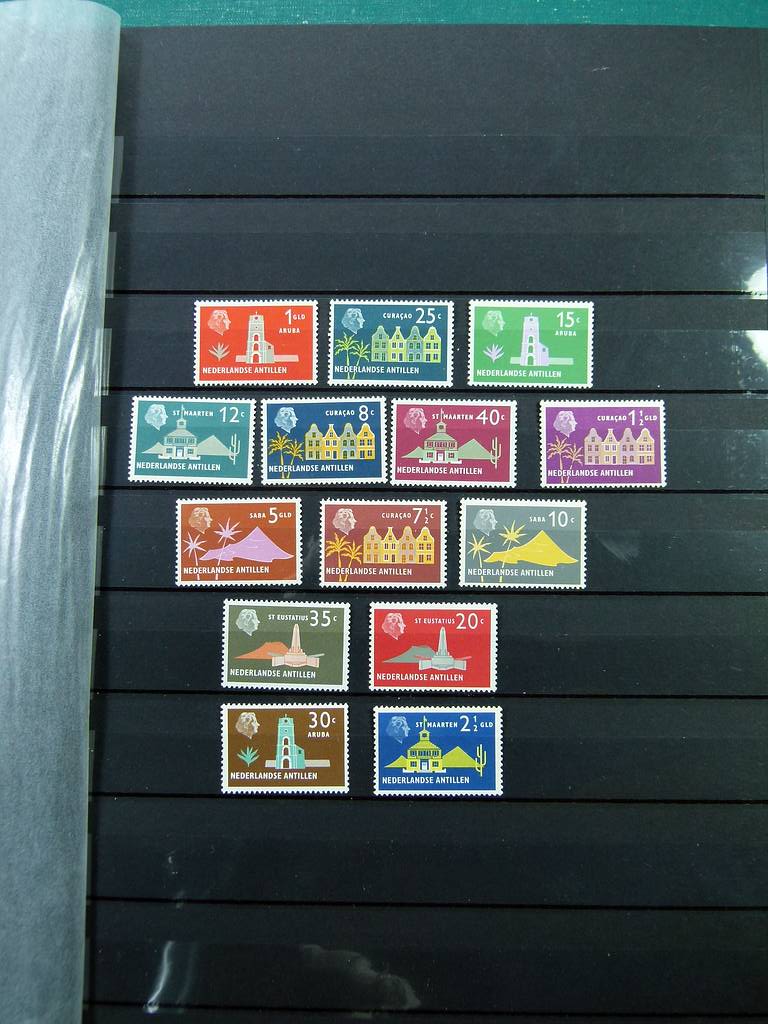 1 GLD
ARUBA
NEDERLANDSE ANTILLEN
CURAÇAO 25 C
NEDERLANDSE ANTILLEN
15 C
ARUBA
NEDERLANDSE ANTILLEN
ST MAARTEN 12 C
NEDERLANDSE ANTILLEN
CURAÇAO 8 C
NEDERLANDSE ANTILLEN
ST MAARTEN 40 C
NEDERLANDSE ANTILLEN
CURAÇAO 1½ GLD
NEDERLANDSE ANTILLEN
SABA 5 GLD
NEDERLANDSE ANTILLEN
CURAÇAO 7½ C
NEDERLANDSE ANTILLEN
SABA 10 C
NEDERLANDSE ANTILLEN
ST EUSTATIUS 35 C
NEDERLANDSE ANTILLEN
ST EUSTATIUS 20 C
NEDERLANDSE ANTILLEN
30 C
ARUBA
NEDERLANDSE ANTILLEN
ST MAARTEN 2½ GLD
NEDERLANDSE ANTILLEN